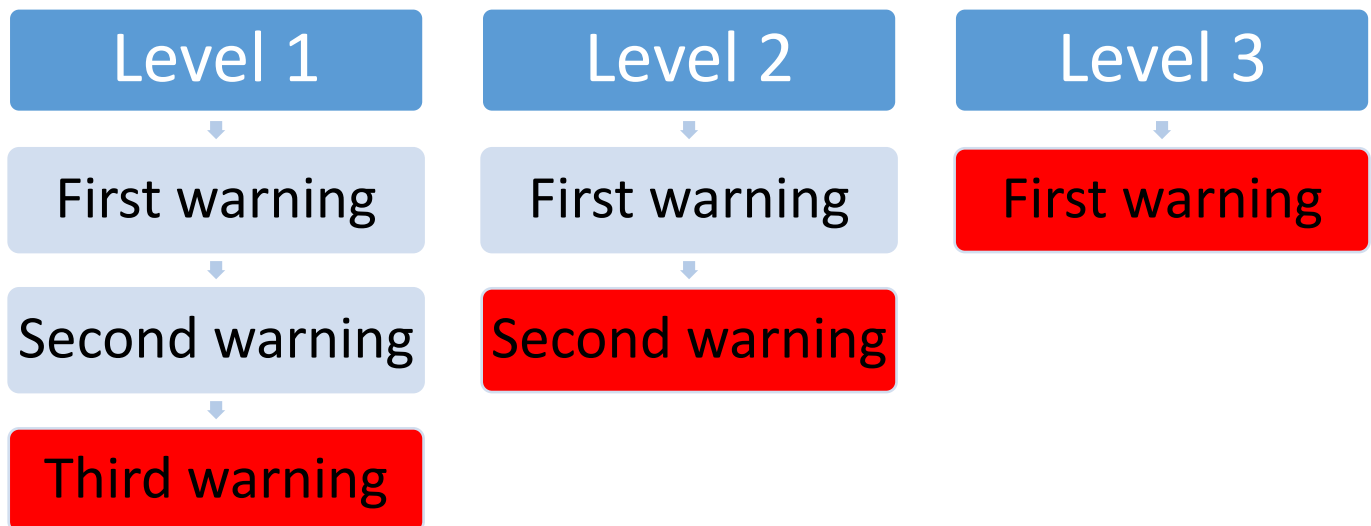 Level 1
First warning
Second warning
Third warning
Level 2
First warning
Second warning
Level 3
First warning